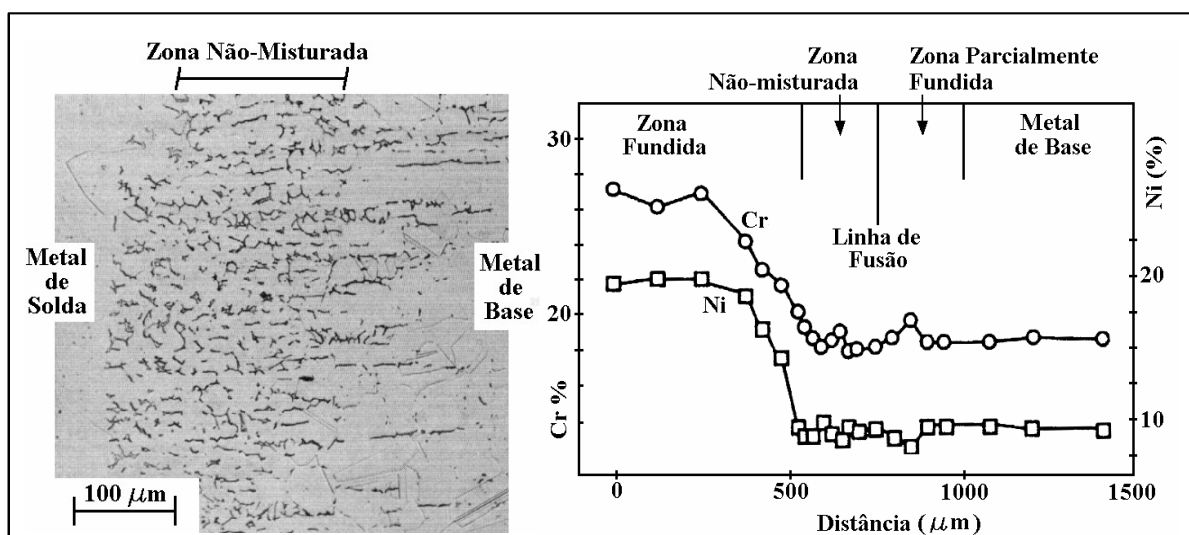 Zona Não-Misturada
Metal
de
Solda
Metal
de
Base
100 µm
Zona
Não-misturada
Zona Parcialmente
Fundida
Zona
Fundida
Metal
de Base
Linha de
Fusão
Cr
Ni
30
20
Cr %
Ni (%)
20
10
0
500
1000
1500
Distância (µm)